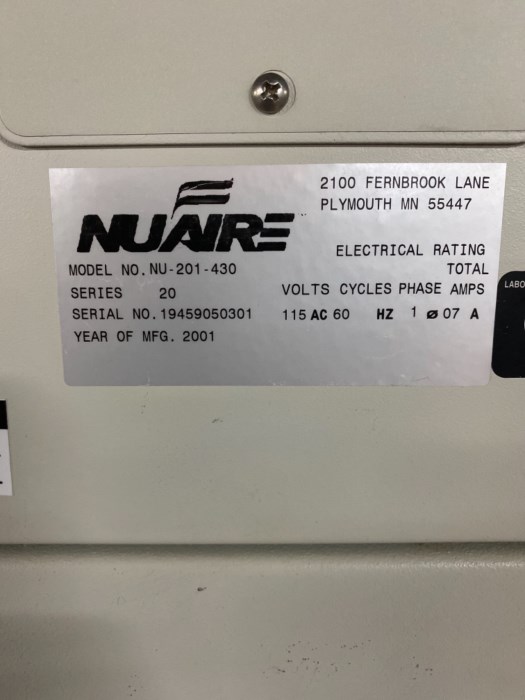 NUAIRE
2100 FERNBROOK LANE
PLYMOUTH MN 55447
MODEL NO. NU-201-430
SERIES 20
SERIAL NO. 19459050301
YEAR OF MFG. 2001
ELECTRICAL RATING
TOTAL
VOLTS CYCLES PHASE AMPS
115 AC 60 HZ 1 ø 07 A
LABO